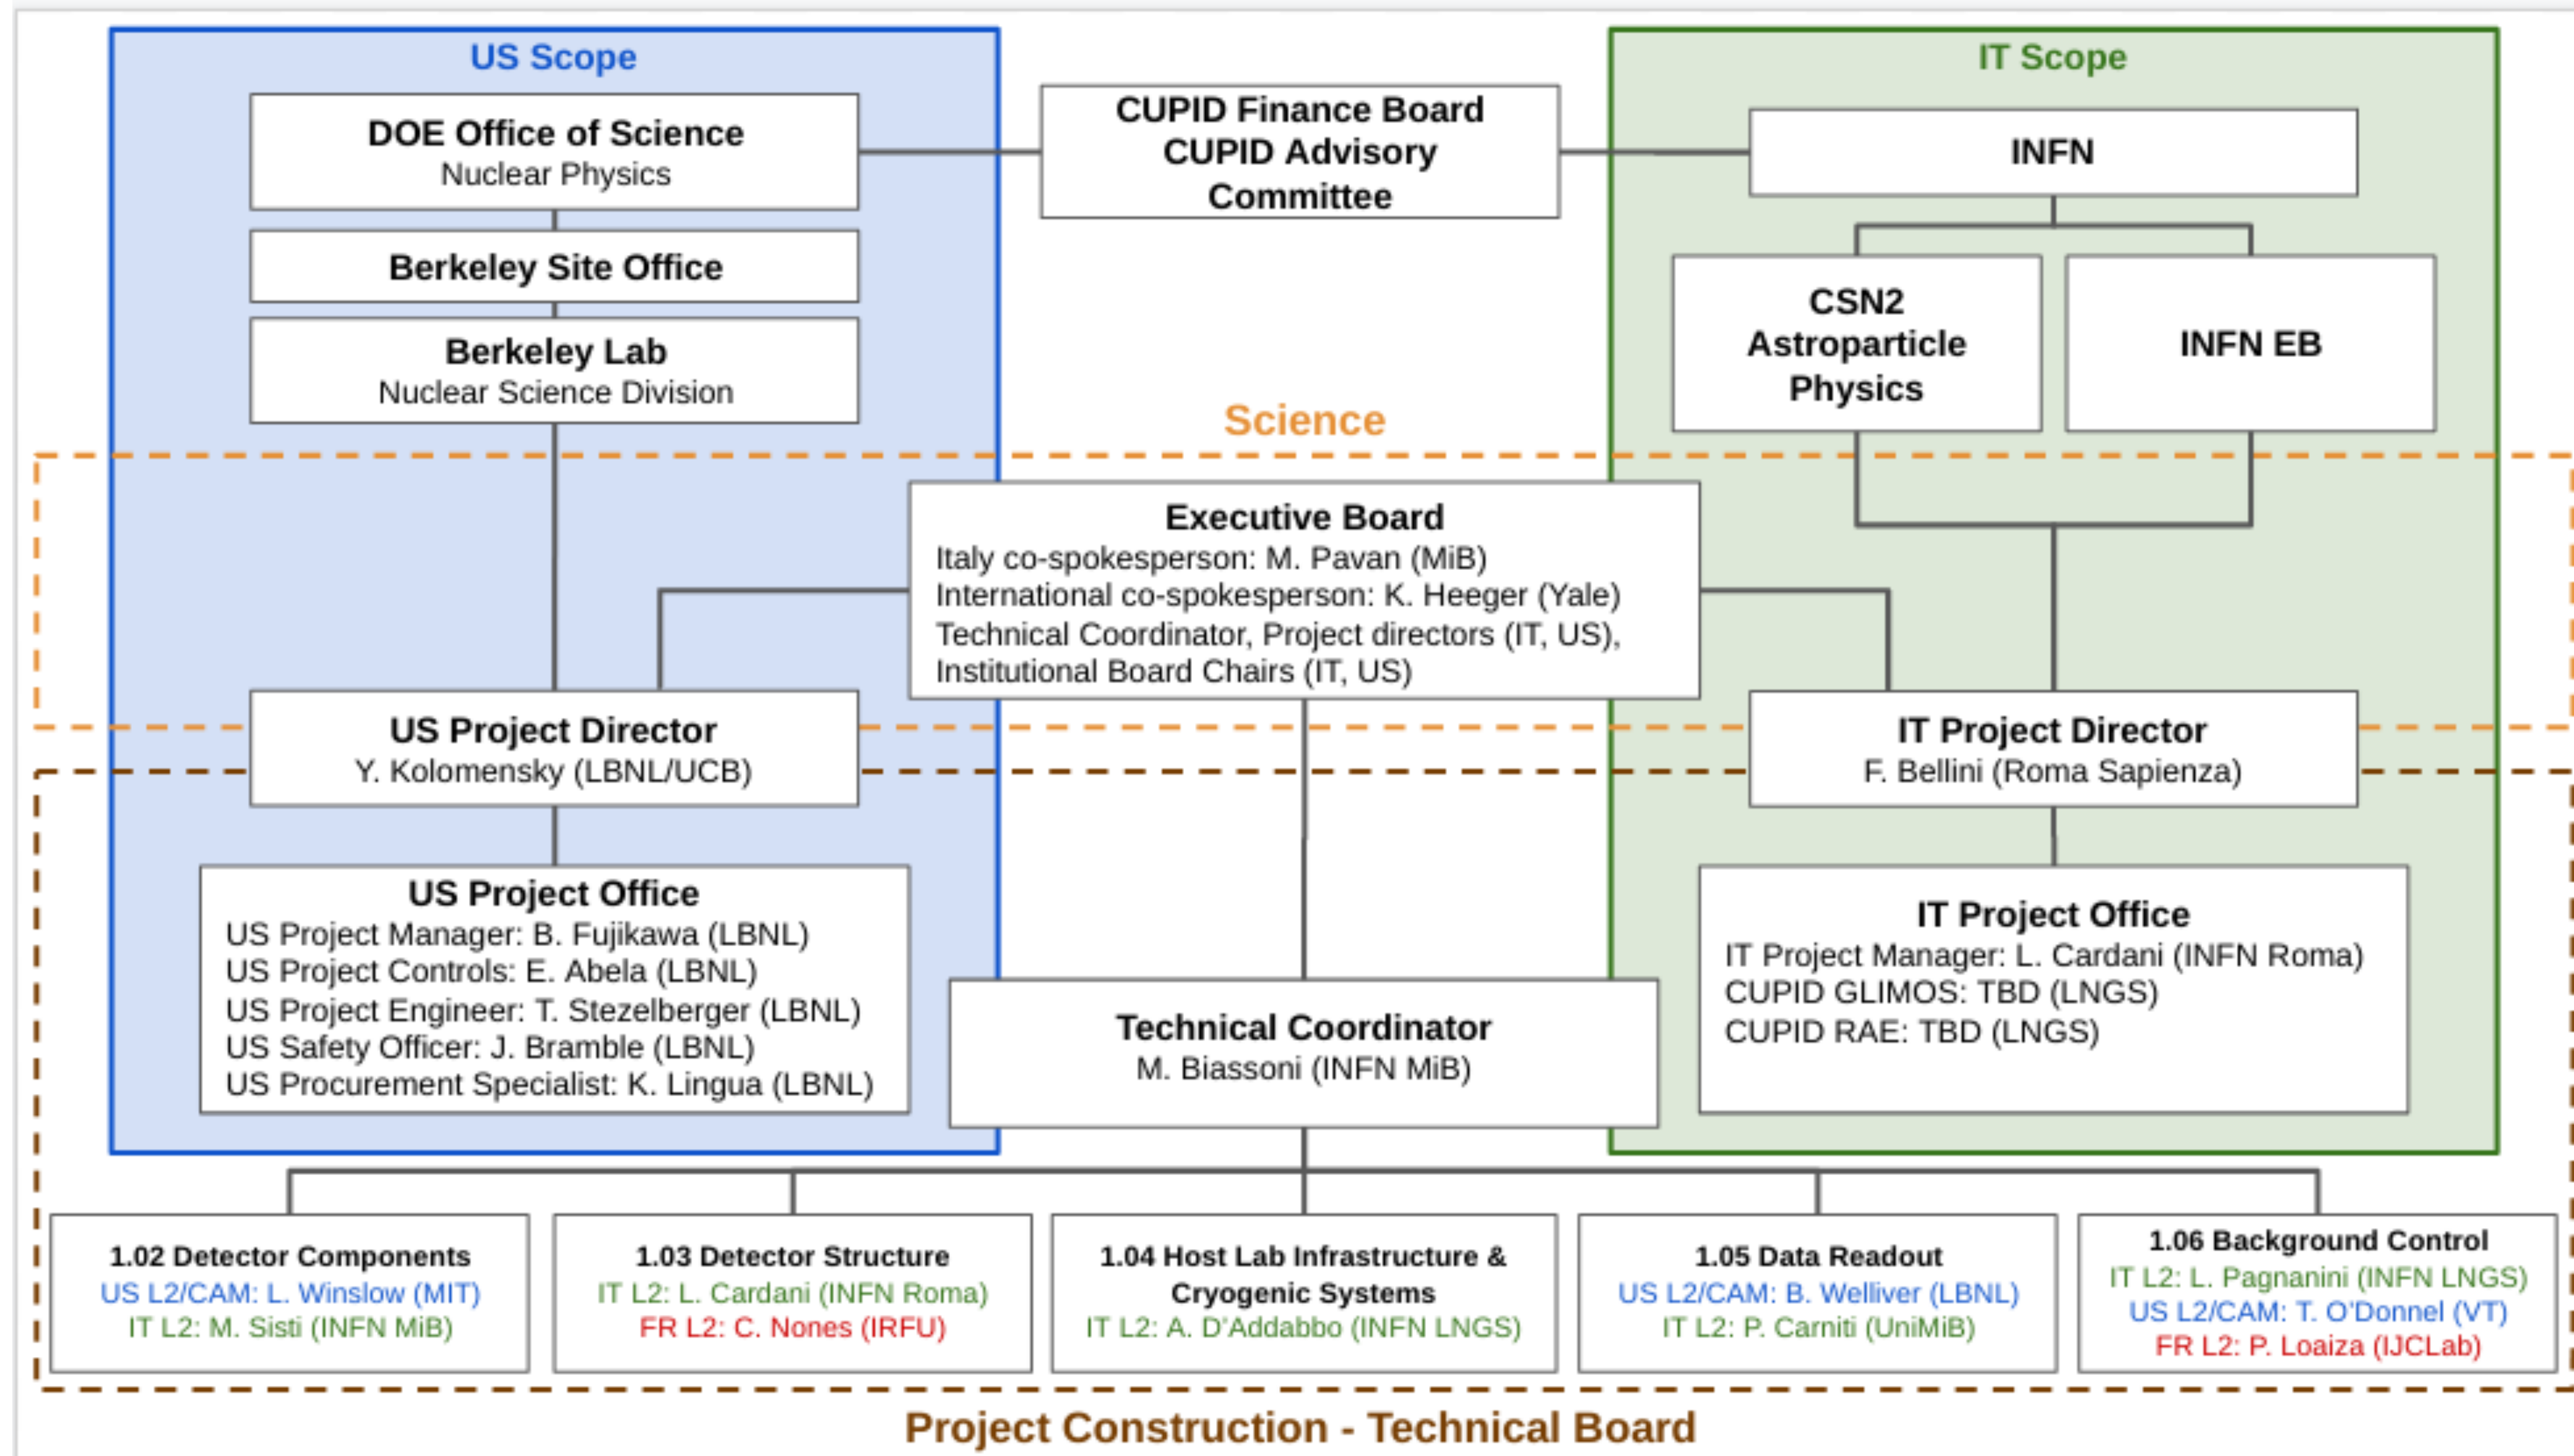 US Scope
IT Scope
DOE Office of Science
Nuclear Physics
CUPID Finance Board
CUPID Advisory
Committee
INFN
Berkeley Site Office
Berkeley Lab
Nuclear Science Division
CSN2
Astroparticle
Physics
INFN EB
Science
Executive Board
Italy co-spokesperson: M. Pavan (MiB)
International co-spokesperson: K. Heeger (Yale)
Technical Coordinator, Project directors (IT, US),
Institutional Board Chairs (IT, US)
US Project Director
Y. Kolomensky (LBNL/UCB)
IT Project Director
F. Bellini (Roma Sapienza)
US Project Office
US Project Manager: B. Fujikawa (LBNL)
US Project Controls: E. Abela (LBNL)
US Project Engineer: T. Stezelberger (LBNL)
US Safety Officer: J. Bramble (LBNL)
US Procurement Specialist: K. Lingua (LBNL)
Technical Coordinator
M. Biassoni (INFN MiB)
IT Project Office
IT Project Manager: L. Cardani (INFN Roma)
CUPID GLIMOS: TBD (LNGS)
CUPID RAE: TBD (LNGS)
1.02 Detector Components
US L2/CAM: L. Winslow (MIT)
IT L2: M. Sisti (INFN MiB)
1.03 Detector Structure
IT L2: L. Cardani (INFN Roma)
FR L2: C. Nones (IRFU)
1.04 Host Lab Infrastructure &
Cryogenic Systems
IT L2: A. D'Addabbo (INFN LNGS)
1.05 Data Readout
US L2/CAM: B. Welliver (LBNL)
IT L2: P. Carniti (UniMiB)
1.06 Background Control
IT L2: L. Pagnanini (INFN LNGS)
US L2/CAM: T. O'Donnel (VT)
FR L2: P. Loaiza (IJCLab)
Project Construction - Technical Board